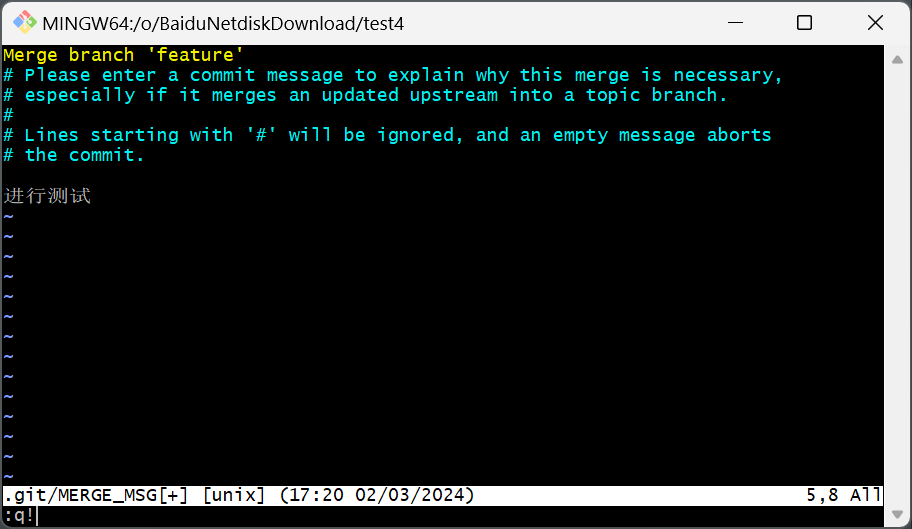 MINGW64:/o/BaiduNetdiskDownload/test4
Merge branch 'feature'
# Please enter a commit message to explain why this merge is necessary,
# especially if it merges an updated upstream into a topic branch.
#
# Lines starting with '#' will be ignored, and an empty message aborts
# the commit.
进行测试
~
~
~
~
~
~
~
~
~
~
~
~
~
~
.git/MERGE_MSG[+] [unix] (17:20 02/03/2024) 5,8 All
:q!